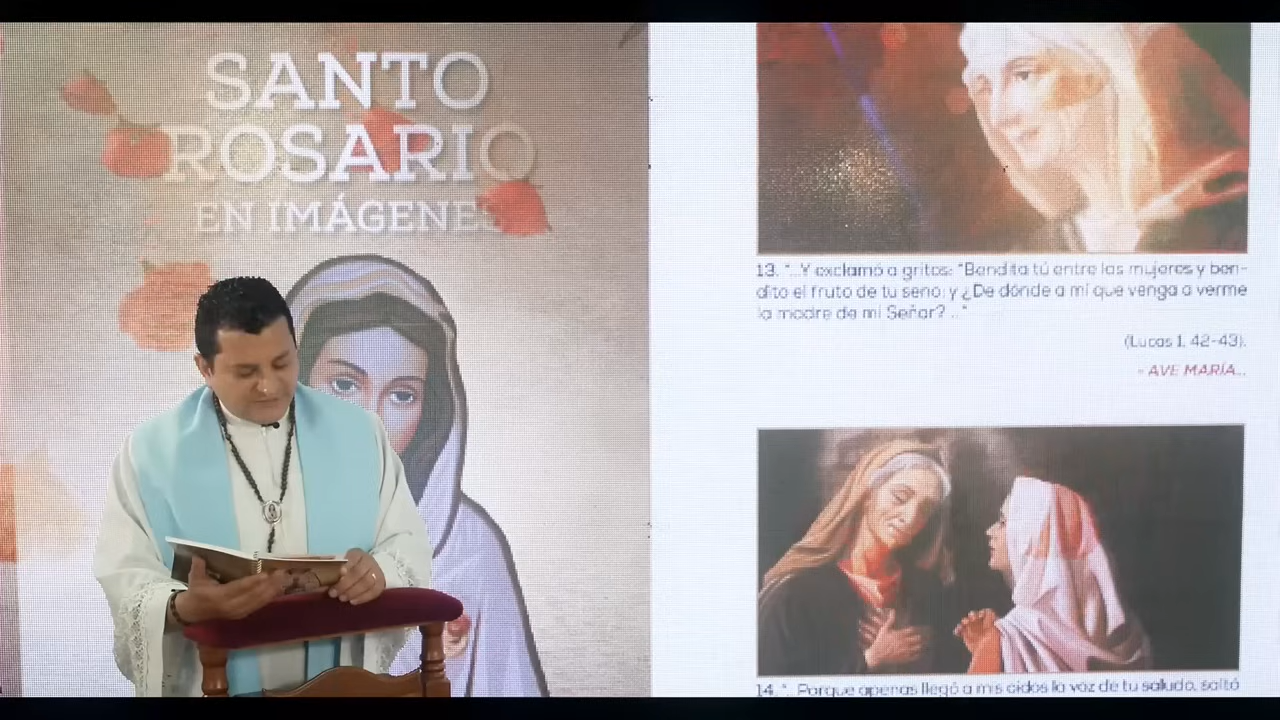 SANTO
ROSARIO
EN IMÁGENES
13. "...Y exclamó a gritos: "Bendita tú entre las mujeres y ben-
dito el fruto de tu seno; y ¿De dónde a mí que venga a verme
la madre de mi Señor? ..."
(Lucas 1, 42-43).
- AVE MARÍA...
14. "...Porque apenas llegó a mis oídos la voz de tu saludo, saltó